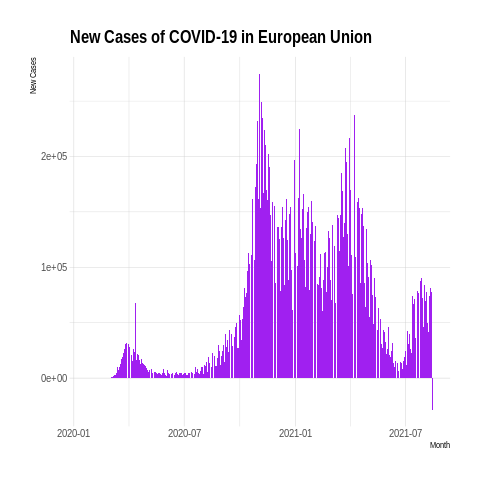 New Cases of COVID-19 in European Union
New Cases
2e+05
1e+05
0e+00
2020-01
2020-07
2021-01
2021-07
Month